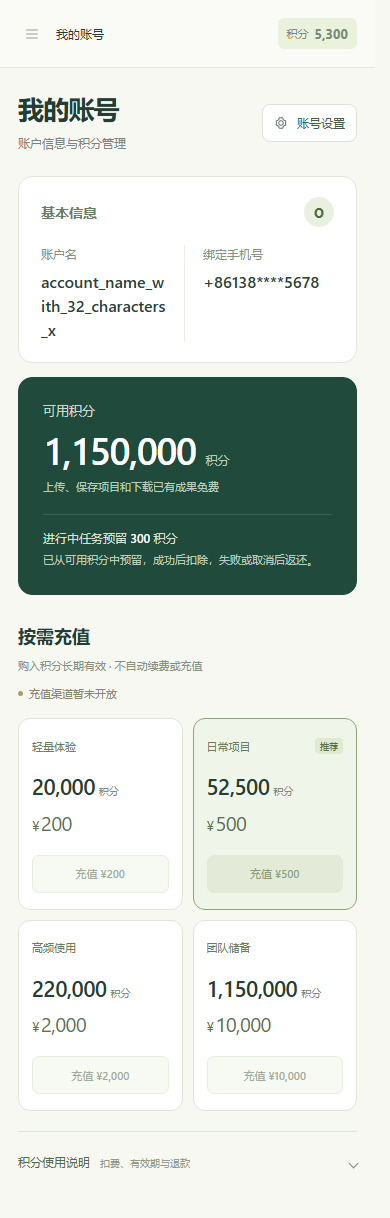 我的账号
积分 5,300
我的账号
账户信息与积分管理
账号设置
基本信息
O
账户名
account_name_w
ith_32_characters
_x
绑定手机号
+86138****5678
可用积分
1,150,000 积分
上传、保存项目和下载已有成果免费
进行中任务预留 300 积分
已从可用积分中预留，成功后扣除，失败或取消后返还。
按需充值
购入积分长期有效 · 不自动续费或充值
充值渠道暂未开放
轻量体验
20,000 积分
¥200
充值 ¥200
日常项目
推荐
52,500 积分
¥500
充值 ¥500
高频使用
220,000 积分
¥2,000
充值 ¥2,000
团队储备
1,150,000 积分
¥10,000
充值 ¥10,000
积分使用说明 扣费、有效期与退款